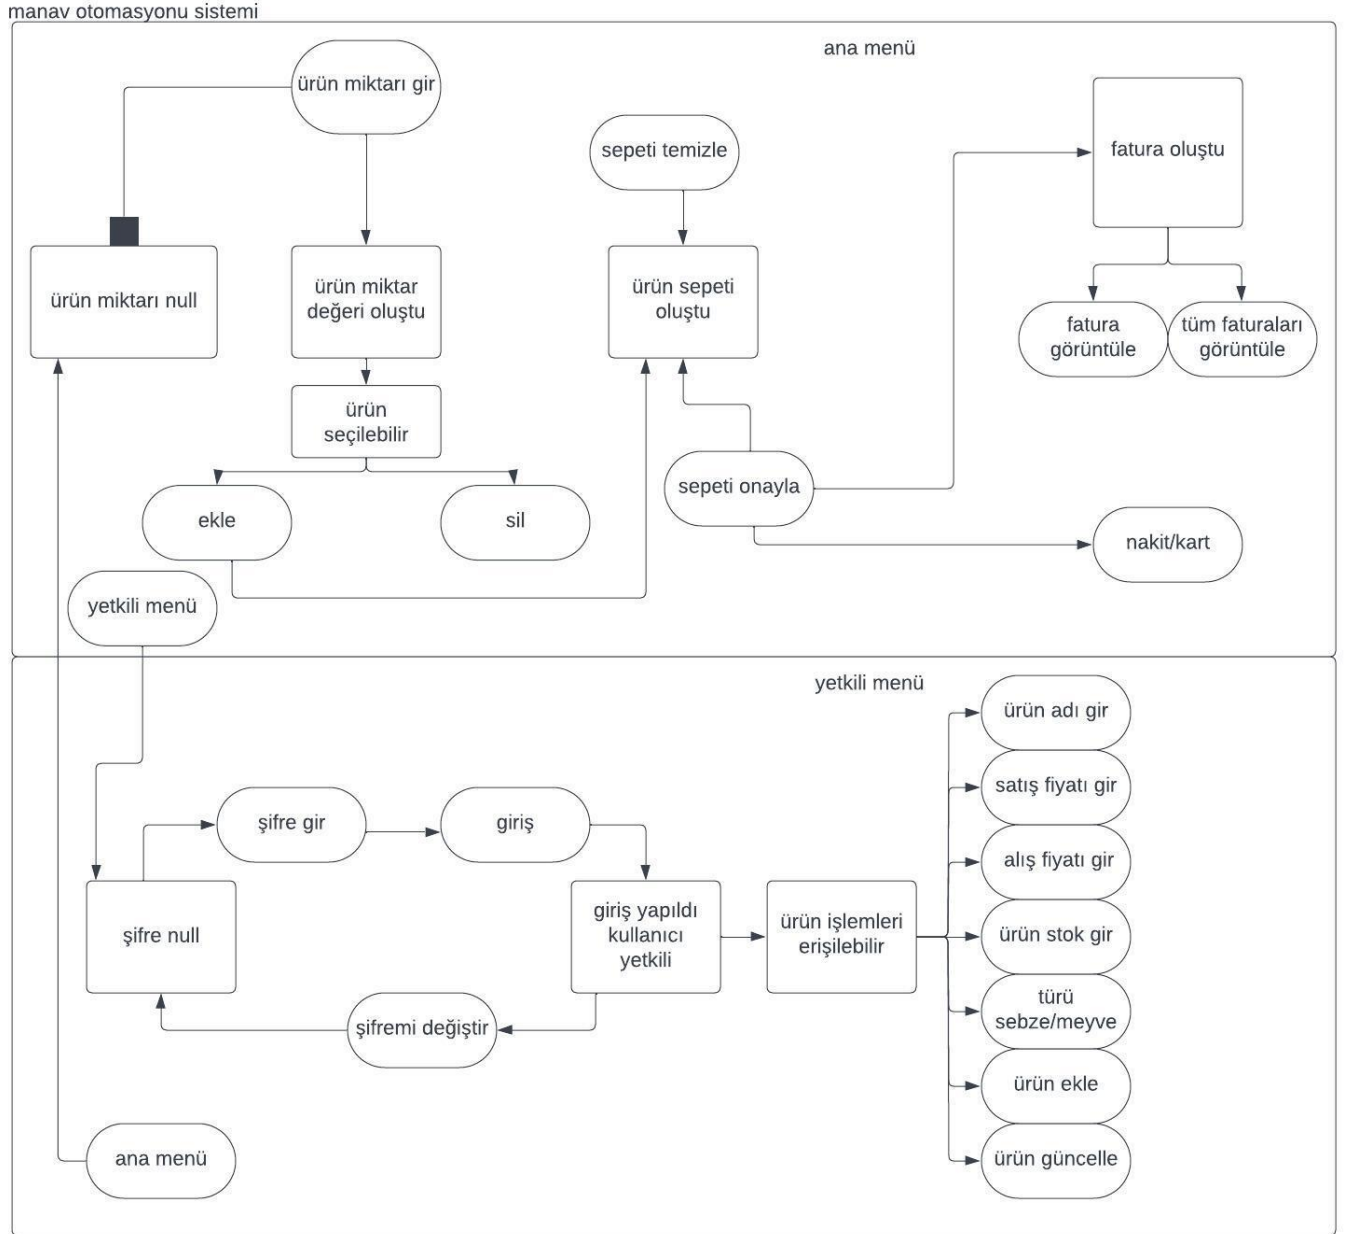 manav otomasyonu sistemi
ana menü
ürün miktarı gir
sepeti temizle
fatura oluştu
ürün miktarı null
ürün miktar
değeri oluştu
ürün sepeti
oluştu
fatura
görüntüle
tüm faturaları
görüntüle
ürün
seçilebilir
ekle
sil
sepeti onayla
nakit/kart
yetkili menü
yetkili menü
ürün adı gir
satış fiyatı gir
şifre gir
giriş
alış fiyatı gir
şifre null
giriş yapıldı
kullanıcı
yetkili
ürün işlemleri
erişilebilir
ürün stok gir
türü
sebze/meyve
şifremi değiştir
ürün ekle
ana menü
ürün güncelle